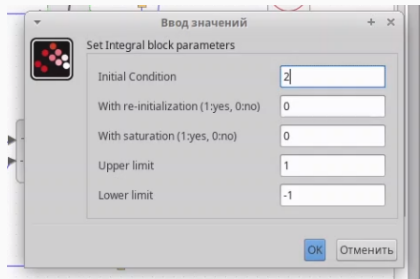 Ввод значений
Set Integral block parameters
Initial Condition 2
With re-initialization (1:yes, 0:no) 0
With saturation (1:yes, 0:no) 0
Upper limit 1
Lower limit -1
OK Отменить